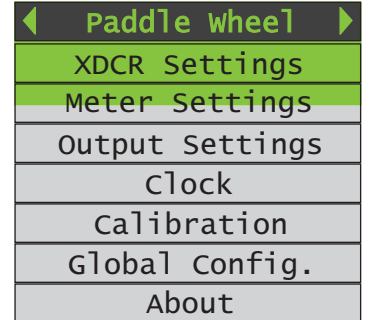 Paddle Wheel
XDCR Settings
Meter Settings
Output Settings
Clock
Calibration
Global Config.
About